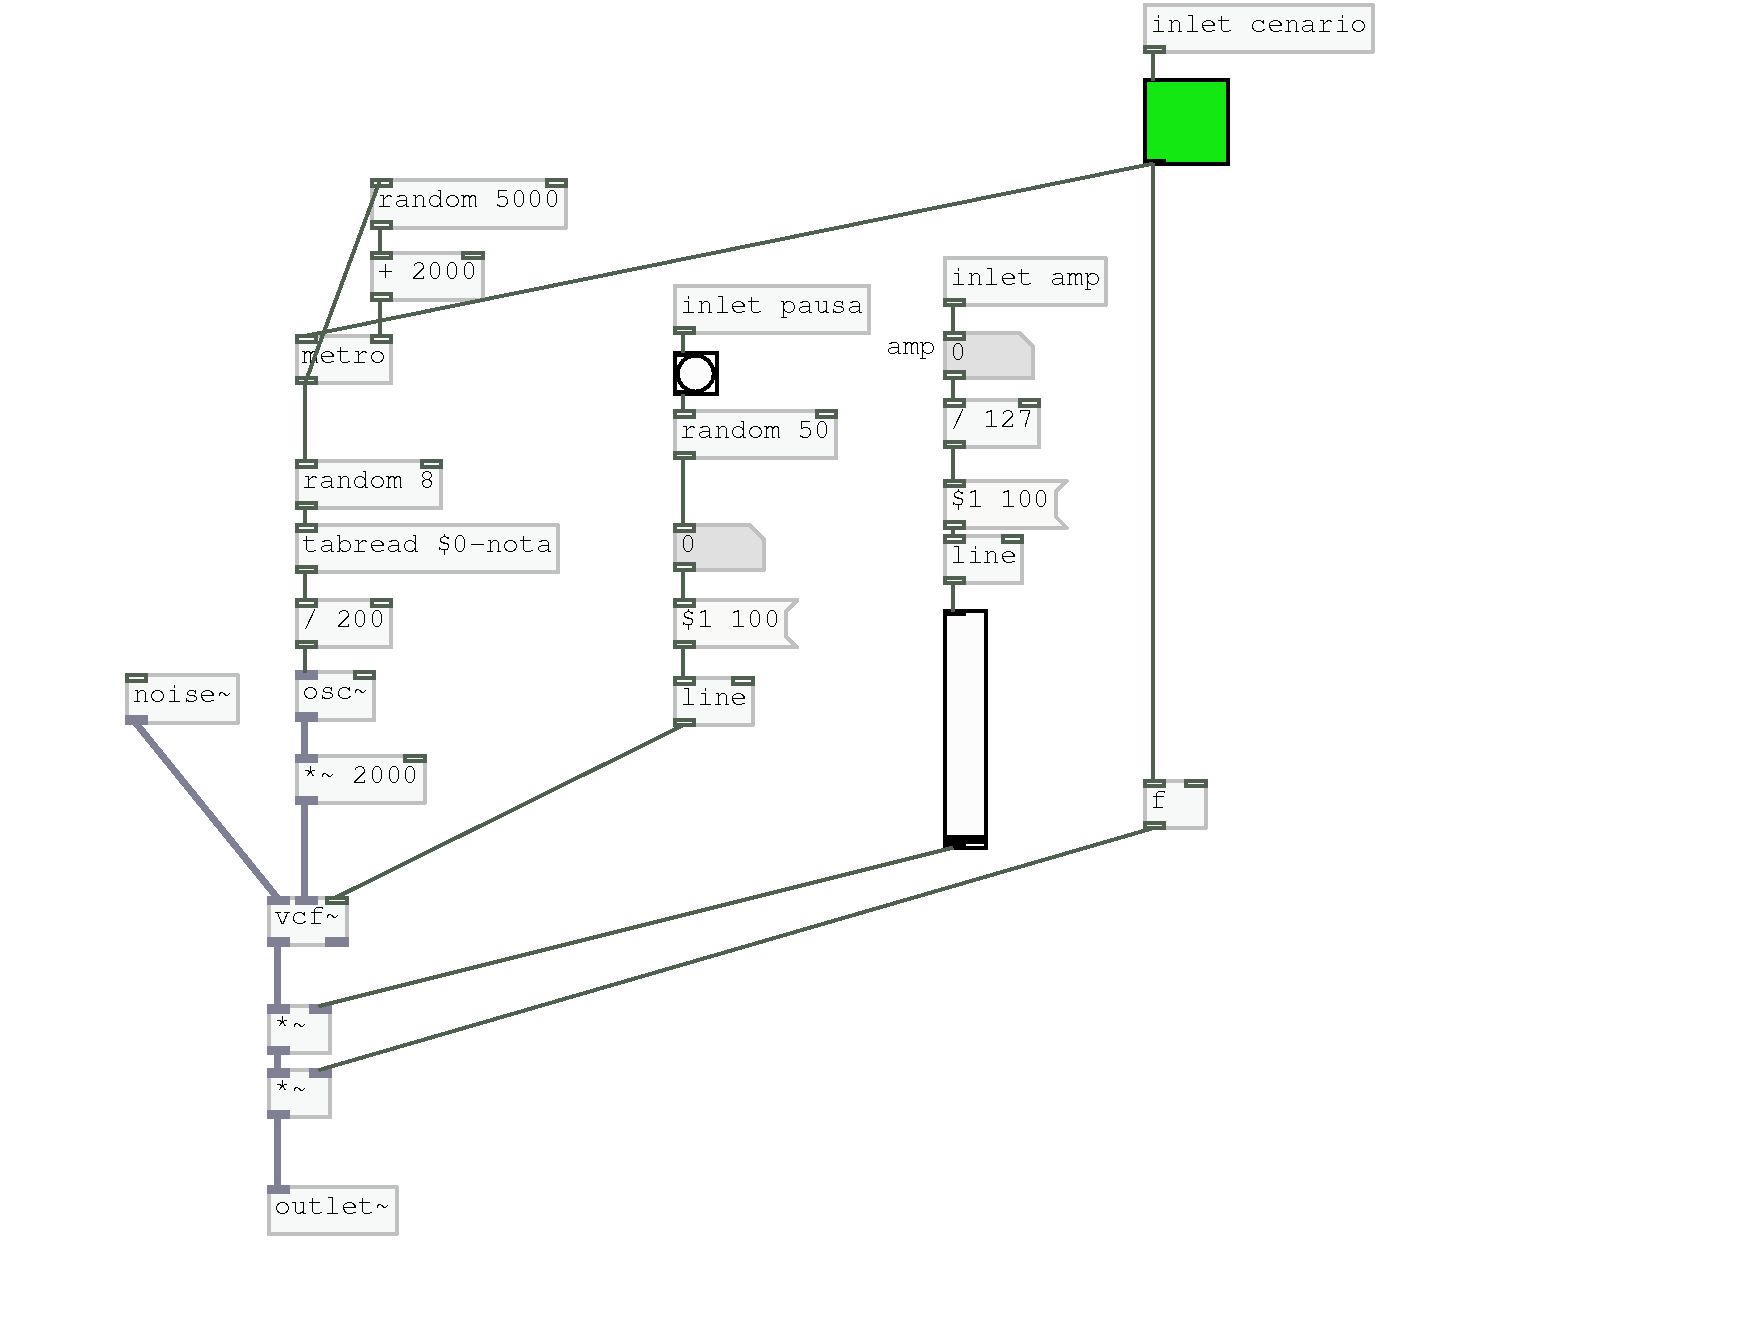 inlet cenario
random 5000
+ 2000
inlet amp
inlet pausa
metro
amp
0
/ 127
random 50
random 8
$1 100
tabread $0-nota
0
line
/ 200
$1 100
noise~
osc~
line
*~ 2000
f
vcf~
*~
*~
outlet~